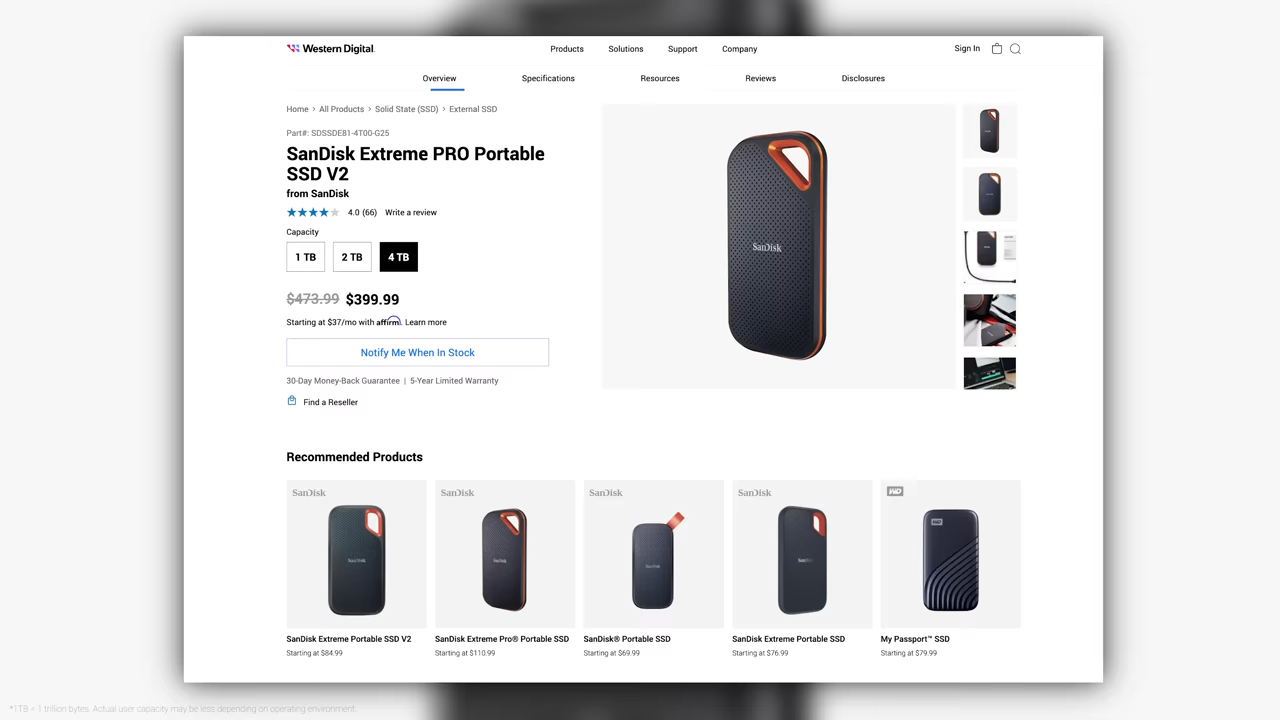 Western Digital.
Products Solutions Support Company
Sign In
Overview Specifications Resources Reviews Disclosures
Home > All Products > Solid State (SSD) > External SSD
Part#: SDSSDE81-4T00-G25
SanDisk Extreme PRO Portable
SSD V2
from SanDisk
4.0 (66) Write a review
Capacity
1 TB 2 TB 4 TB
$473.99 $399.99
Starting at $37/mo with affirm. Learn more
Notify Me When In Stock
30-Day Money-Back Guarantee | 5-Year Limited Warranty
Find a Reseller
SanDisk
Recommended Products
SanDisk SanDisk SanDisk SanDisk WD
SanDisk SanDisk SanDisk SanDisk WD
SanDisk Extreme Portable SSD V2
Starting at $84.99
SanDisk Extreme Pro® Portable SSD
Starting at $110.99
SanDisk® Portable SSD
Starting at $69.99
SanDisk Extreme Portable SSD
Starting at $76.99
My Passport™ SSD
Starting at $79.99
*1TB = 1 trillion bytes. Actual user capacity may be less depending on operating environment.